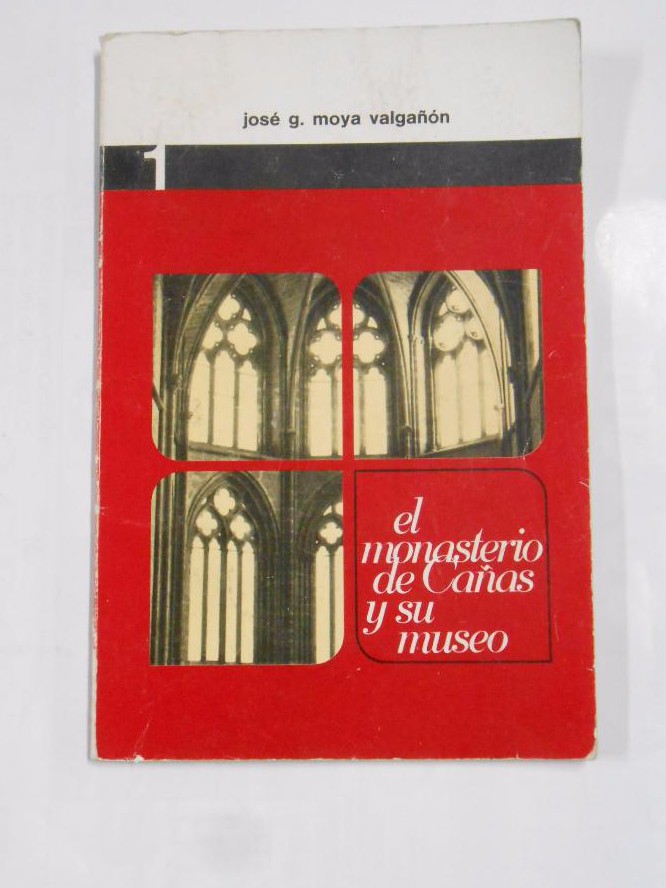 josé g. moya valgañón
1
el
monasterio
de Cañas
y su
museo